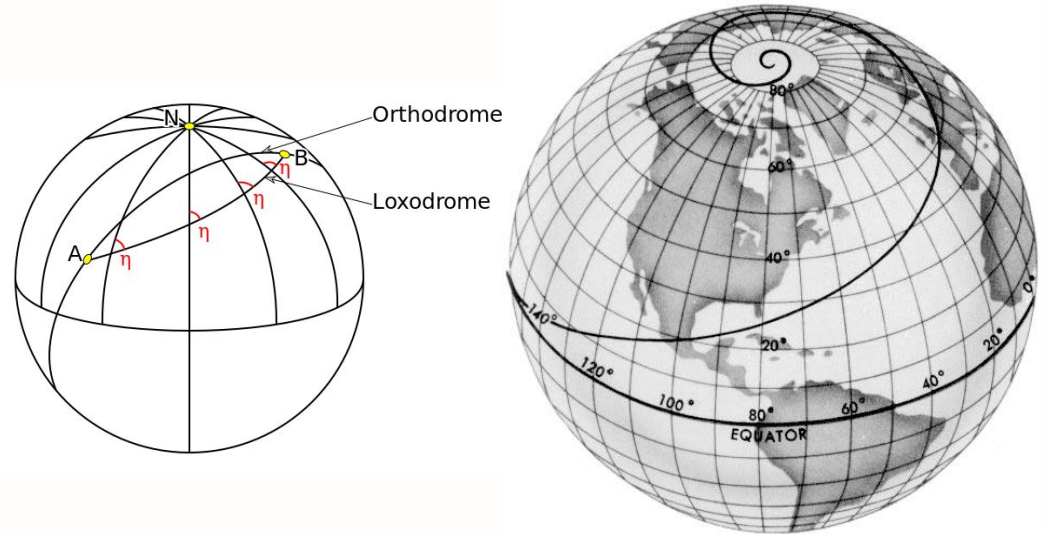 N
Orthodrome
B
η
Loxodrome
η
η
A
η
80°
60°
40°
20°
140°
120°
100°
80°
60°
40°
20°
0°
EQUATOR